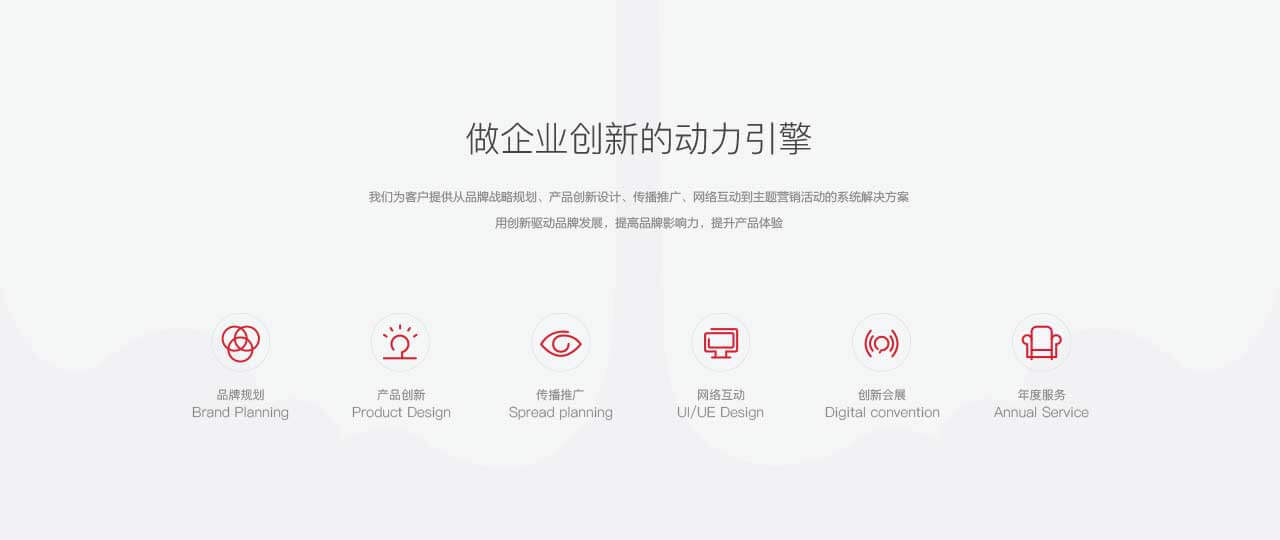 做企业创新的动力引擎
我们为客户提供从品牌战略规划、产品创新设计、传播推广、网络互动到主题营销活动的系统解决方案
用创新驱动品牌发展，提高品牌影响力，提升产品体验
品牌规划
Brand Planning
产品创新
Product Design
传播推广
Spread planning
网络互动
UI/UE Design
创新会展
Digital convention
年度服务
Annual Service